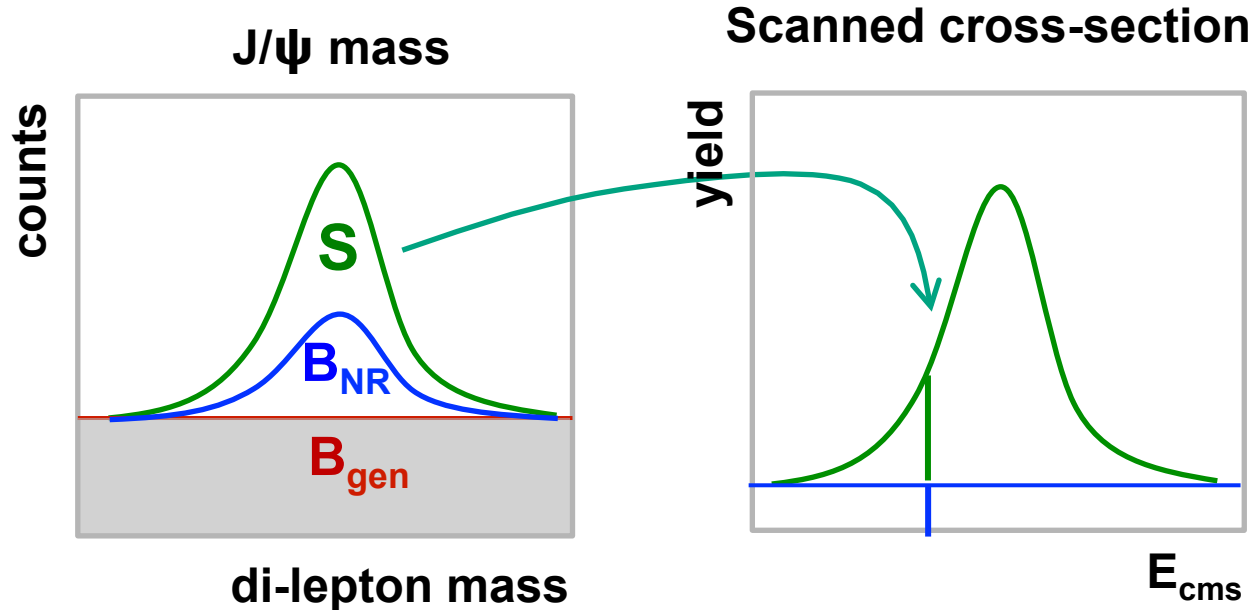 J/ψ mass
counts
S
B_NR
B_gen
di-lepton mass
Scanned cross-section
yield
E_cms